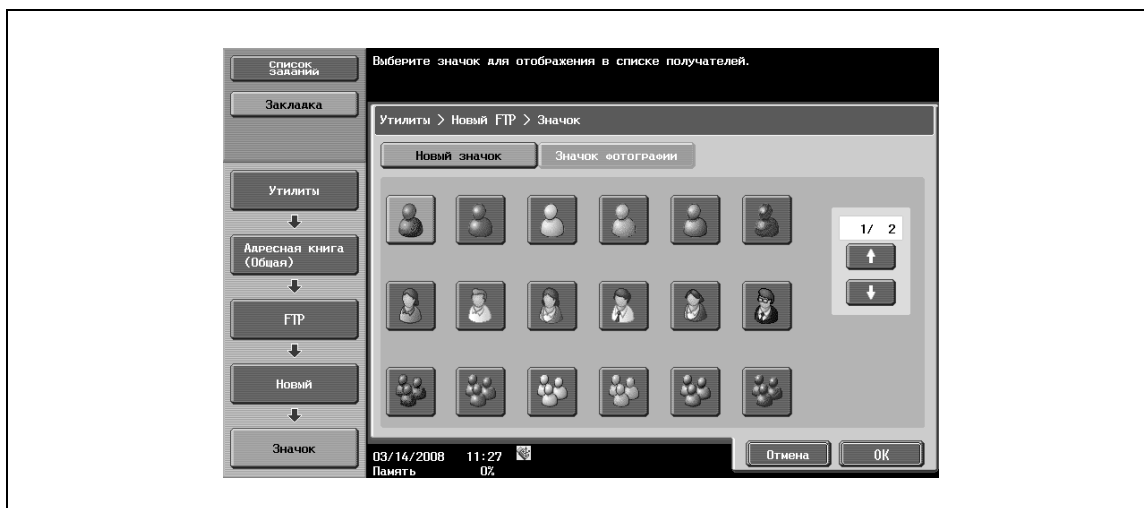 Список
заданий
Закладка
Утилиты
Адресная книга
(Общая)
FTP
Новый
Значок
Выберите значок для отображения в списке получателей.
Утилиты > Новый FTP > Значок
Новый значок
Значок фотографии
1/ 2
03/14/2008 11:27
Память 0%
Отмена
OK